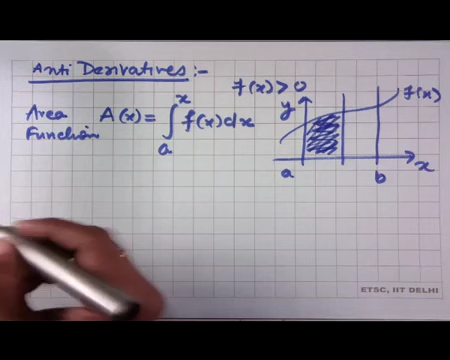 Anti Derivatives :-
f(x) > 0
Area Function A(x) = ∫ₐˣ f(x) dx
y f(x)
a b x
ETSC, IIT DELHI